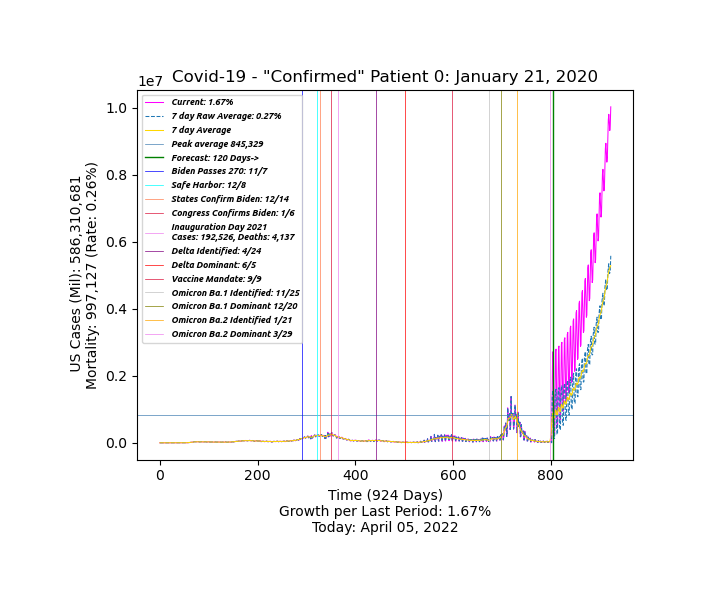 Covid-19 - "Confirmed" Patient 0: January 21, 2020
1e7
Current: 1.67%
7 day Raw Average: 0.27%
7 day Average
Peak average 845,329
Forecast: 120 Days->
Biden Passes 270: 11/7
Safe Harbor: 12/8
States Confirm Biden: 12/14
Congress Confirms Biden: 1/6
Inauguration Day 2021
Cases: 192,526, Deaths: 4,137
Delta Identified: 4/24
Delta Dominant: 6/5
Vaccine Mandate: 9/9
Omicron Ba.1 Identified: 11/25
Omicron Ba.1 Dominant 12/20
Omicron Ba.2 Identified 1/21
Omicron Ba.2 Dominant 3/29
US Cases (Mil): 586,310,681
Mortality: 997,127 (Rate: 0.26%)
1.0
0.8
0.6
0.4
0.2
0.0
0
200
400
600
800
Time (924 Days)
Growth per Last Period: 1.67%
Today: April 05, 2022